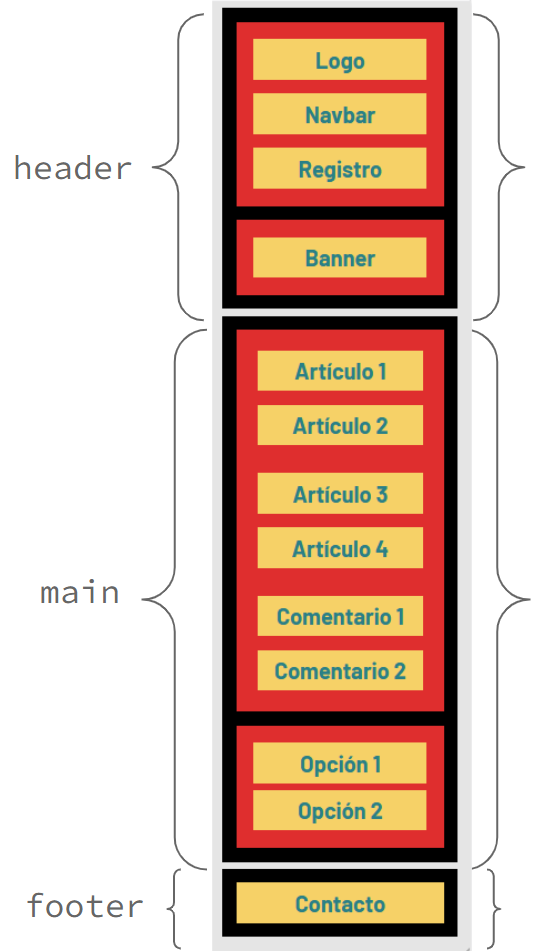 Logo
Navbar
header
Registro
Banner
Artículo 1
Artículo 2
Artículo 3
Artículo 4
main
Comentario 1
Comentario 2
Opción 1
Opción 2
footer
Contacto